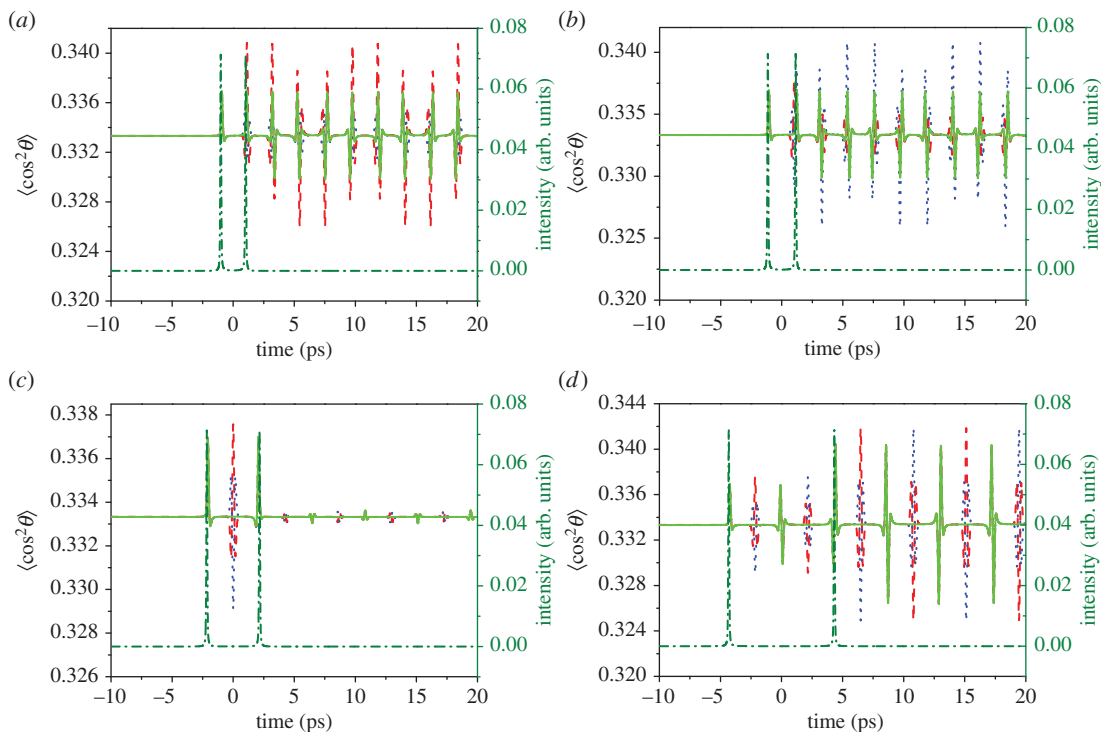 (a)
0.340
0.336
0.332
0.328
0.324
0.320
⟨cos²θ⟩
0.08
0.06
0.04
0.02
0.00
intensity (arb. units)
−10 −5 0 5 10 15 20
time (ps)
(b)
0.340
0.335
0.330
0.325
0.320
⟨cos²θ⟩
0.08
0.06
0.04
0.02
0.00
intensity (arb. units)
−10 −5 0 5 10 15 20
time (ps)
(c)
0.338
0.336
0.334
0.332
0.330
0.328
0.326
⟨cos²θ⟩
0.08
0.06
0.04
0.02
0.00
intensity (arb. units)
−10 −5 0 5 10 15 20
time (ps)
(d)
0.344
0.340
0.336
0.332
0.328
0.324
0.320
⟨cos²θ⟩
0.08
0.06
0.04
0.02
0.00
intensity (arb. units)
−10 −5 0 5 10 15 20
time (ps)